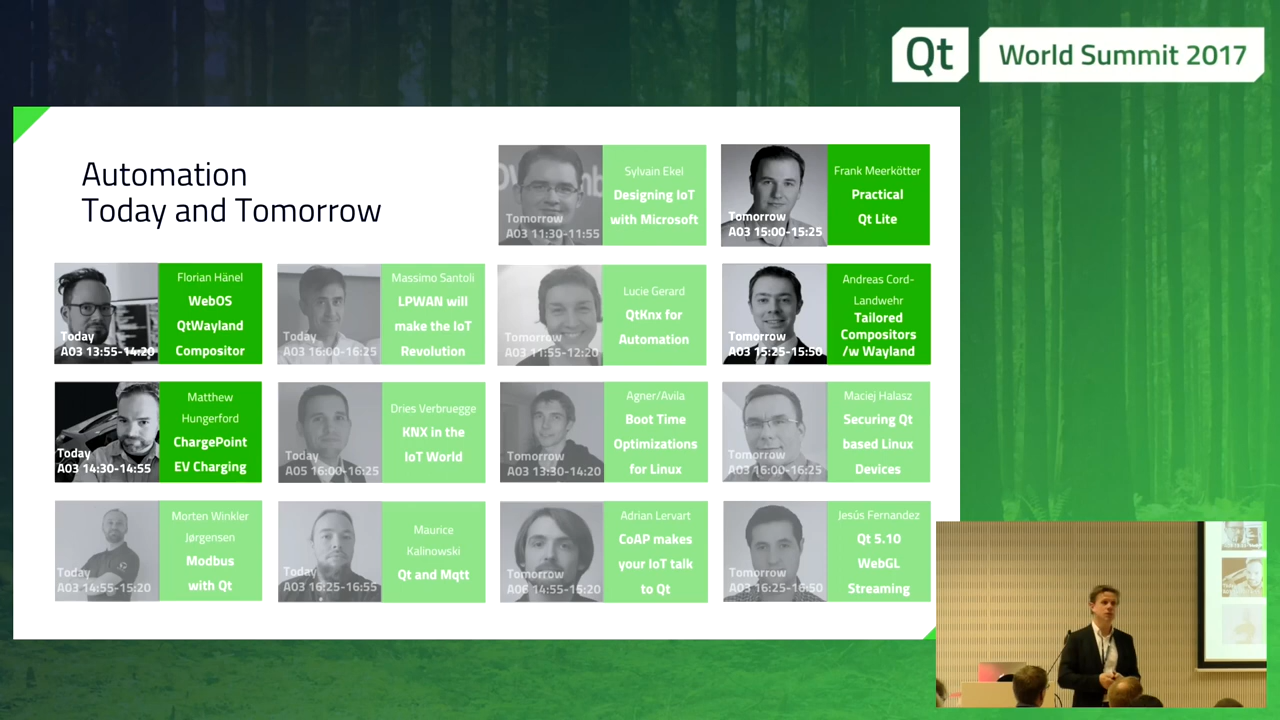 Qt World Summit 2017
Automation
Today and Tomorrow
Tomorrow
A03 11:30-11:55
Sylvain Ekel
Designing IoT
with Microsoft
Tomorrow
A03 15:00-15:25
Frank Meerkötter
Practical
Qt Lite
Today
A03 13:55-14:20
Florian Hänel
WebOS
QtWayland
Compositor
Today
A03 16:00-16:25
Massimo Santoli
LPWAN will
make the IoT
Revolution
Tomorrow
A03 11:55-12:20
Lucie Gerard
QtKnx for
Automation
Tomorrow
A03 15:25-15:50
Andreas Cord-
Landwehr
Tailored
Compositors
/w Wayland
Today
A03 14:30-14:55
Matthew
Hungerford
ChargePoint
EV Charging
Today
A05 16:00-16:25
Dries Verbruegge
KNX in the
IoT World
Tomorrow
A03 13:30-14:20
Agner/Avila
Boot Time
Optimizations
for Linux
Tomorrow
A03 16:00-16:25
Maciej Halasz
Securing Qt
based Linux
Devices
Today
A03 14:55-15:20
Morten Winkler
Jørgensen
Modbus
with Qt
Today
A03 16:25-16:55
Maurice
Kalinowski
Qt and Mqtt
Tomorrow
A06 14:55-15:20
Adrian Lervart
CoAP makes
your IoT talk
to Qt
Tomorrow
A03 16:25-16:50
Jesús Fernandez
Qt 5.10
WebGL
Streaming